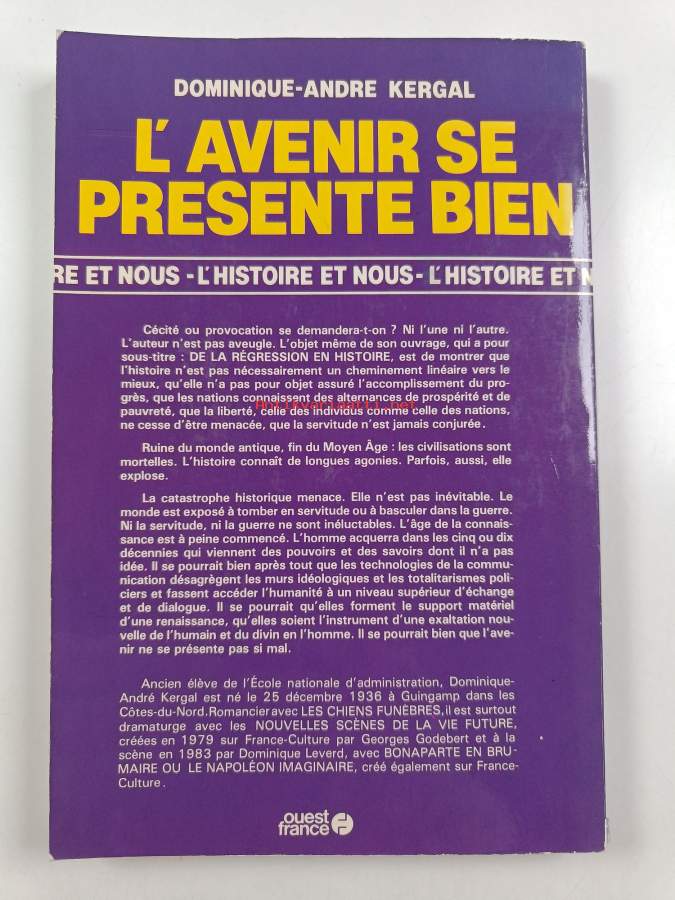 DOMINIQUE-ANDRE KERGAL
L'AVENIR SE
PRESENTE BIEN
RE ET NOUS - L'HISTOIRE ET NOUS - L'HISTOIRE ET N
Cécité ou provocation se demandera-t-on ? Ni l'une ni l'autre.
L'auteur n'est pas aveugle. L'objet même de son ouvrage, qui a pour
sous-titre : DE LA RÉGRESSION EN HISTOIRE, est de montrer que
l'histoire n'est pas nécessairement un cheminement linéaire vers le
mieux, qu'elle n'a pas pour objet assuré l'accomplissement du pro-
grès, que les nations connaissent des alternances de prospérité et de
pauvreté, que la liberté, celle des individus comme celle des nations,
Antikvariaatti.net
ne cesse d'être menacée, que la servitude n'est jamais conjurée.
Ruine du monde antique, fin du Moyen Âge : les civilisations sont
mortelles. L'histoire connaît de longues agonies. Parfois, aussi, elle
explose.
La catastrophe historique menace. Elle n'est pas inévitable. Le
monde est exposé à tomber en servitude ou à basculer dans la guerre.
Ni la servitude, ni la guerre ne sont inéluctables. L'âge de la connais-
sance est à peine commencé. L'homme acquerra dans les cinq ou dix
décennies qui viennent des pouvoirs et des savoirs dont il n'a pas
idée. Il se pourrait bien après tout que les technologies de la commu-
nication désagrègent les murs idéologiques et les totalitarismes poli-
ciers et fassent accéder l'humanité à un niveau supérieur d'échange
et de dialogue. Il se pourrait qu'elles forment le support matériel
d'une renaissance, qu'elles soient l'instrument d'une exaltation nou-
velle de l'humain et du divin en l'homme. Il se pourrait bien que l'ave-
nir ne se présente pas si mal.
Ancien élève de l'École nationale d'administration, Dominique-
André Kergal est né le 25 décembre 1936 à Guingamp dans les
Côtes-du-Nord. Romancier avec LES CHIENS FUNÈBRES, il est surtout
dramaturge avec les NOUVELLES SCÈNES DE LA VIE FUTURE,
créées en 1979 sur France-Culture par Georges Godebert et à la
scène en 1983 par Dominique Leverd, avec BONAPARTE EN BRU-
MAIRE OU LE NAPOLÉON IMAGINAIRE, créé également sur France-
Culture.
ouest
france